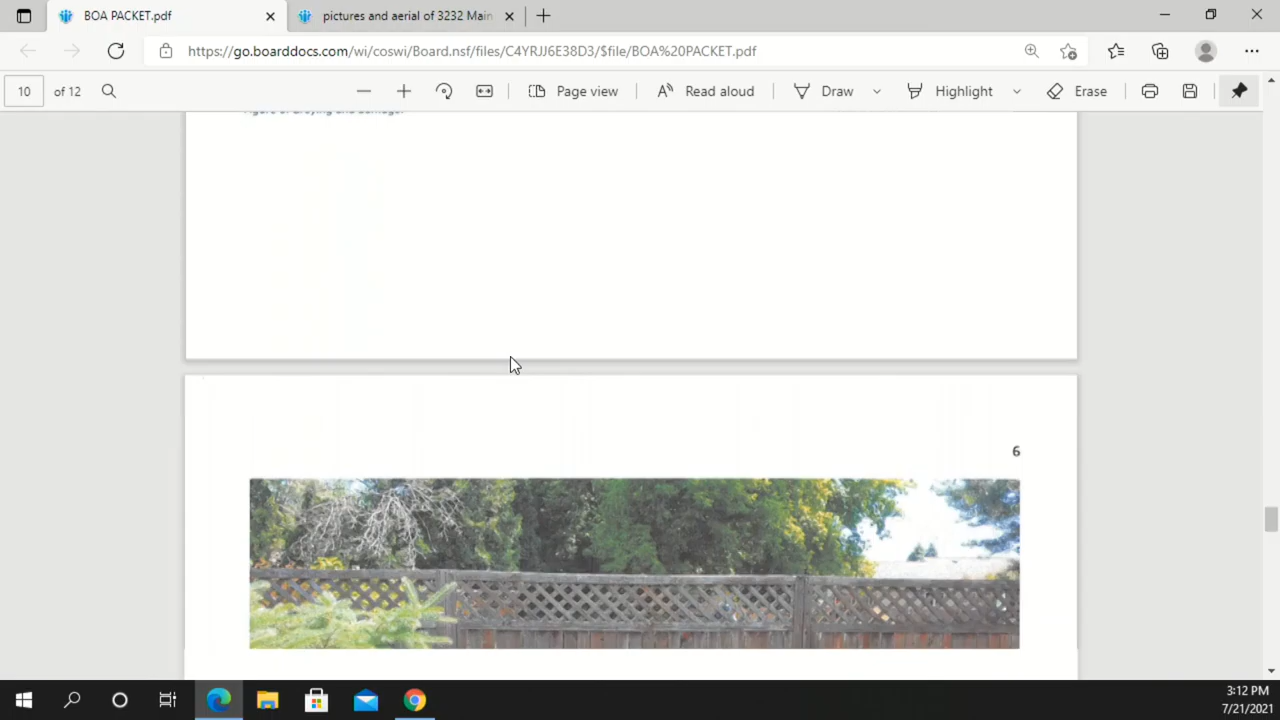 BOA PACKET.pdf
pictures and aerial of 3232 Main
https://go.boarddocs.com/wi/coswi/Board.nsf/files/C4YRJJ6E38D3/$file/BOA%20PACKET.pdf
10 of 12
Page view
Read aloud
Draw
Highlight
Erase
6
3:12 PM
7/21/2021